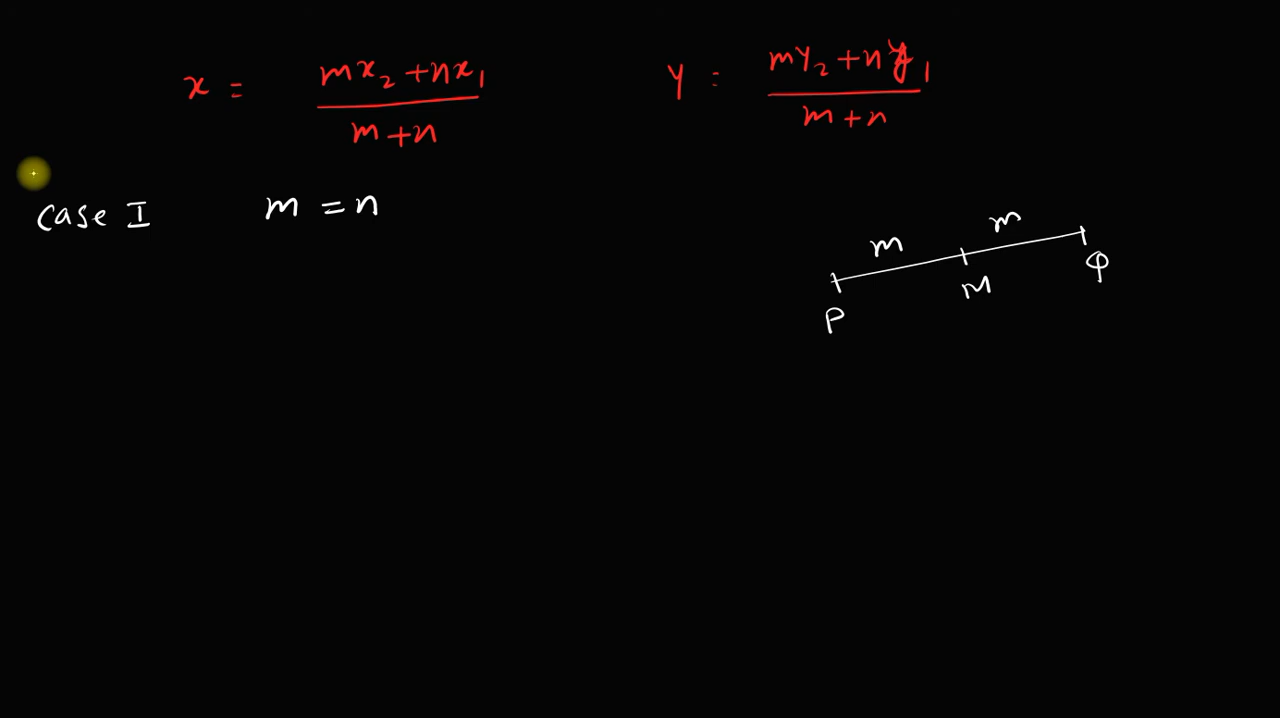 x = mx₂+nx₁ / m+n    y = my₂+ny₁ / m+n
Case I    m = n
m    m
P    M    Q